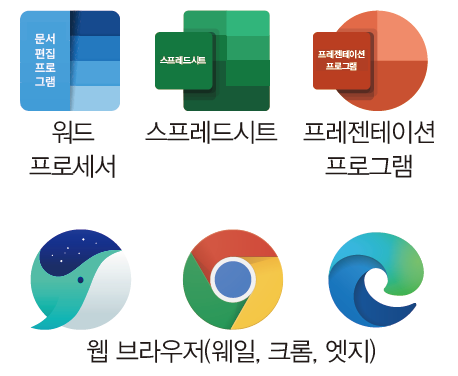 문서
편집
프로
그램
스프레드시트
프레젠테이션
프로그램
워드
프로세서
스프레드시트
프레젠테이션
프로그램
웹 브라우저(웨일, 크롬, 엣지)